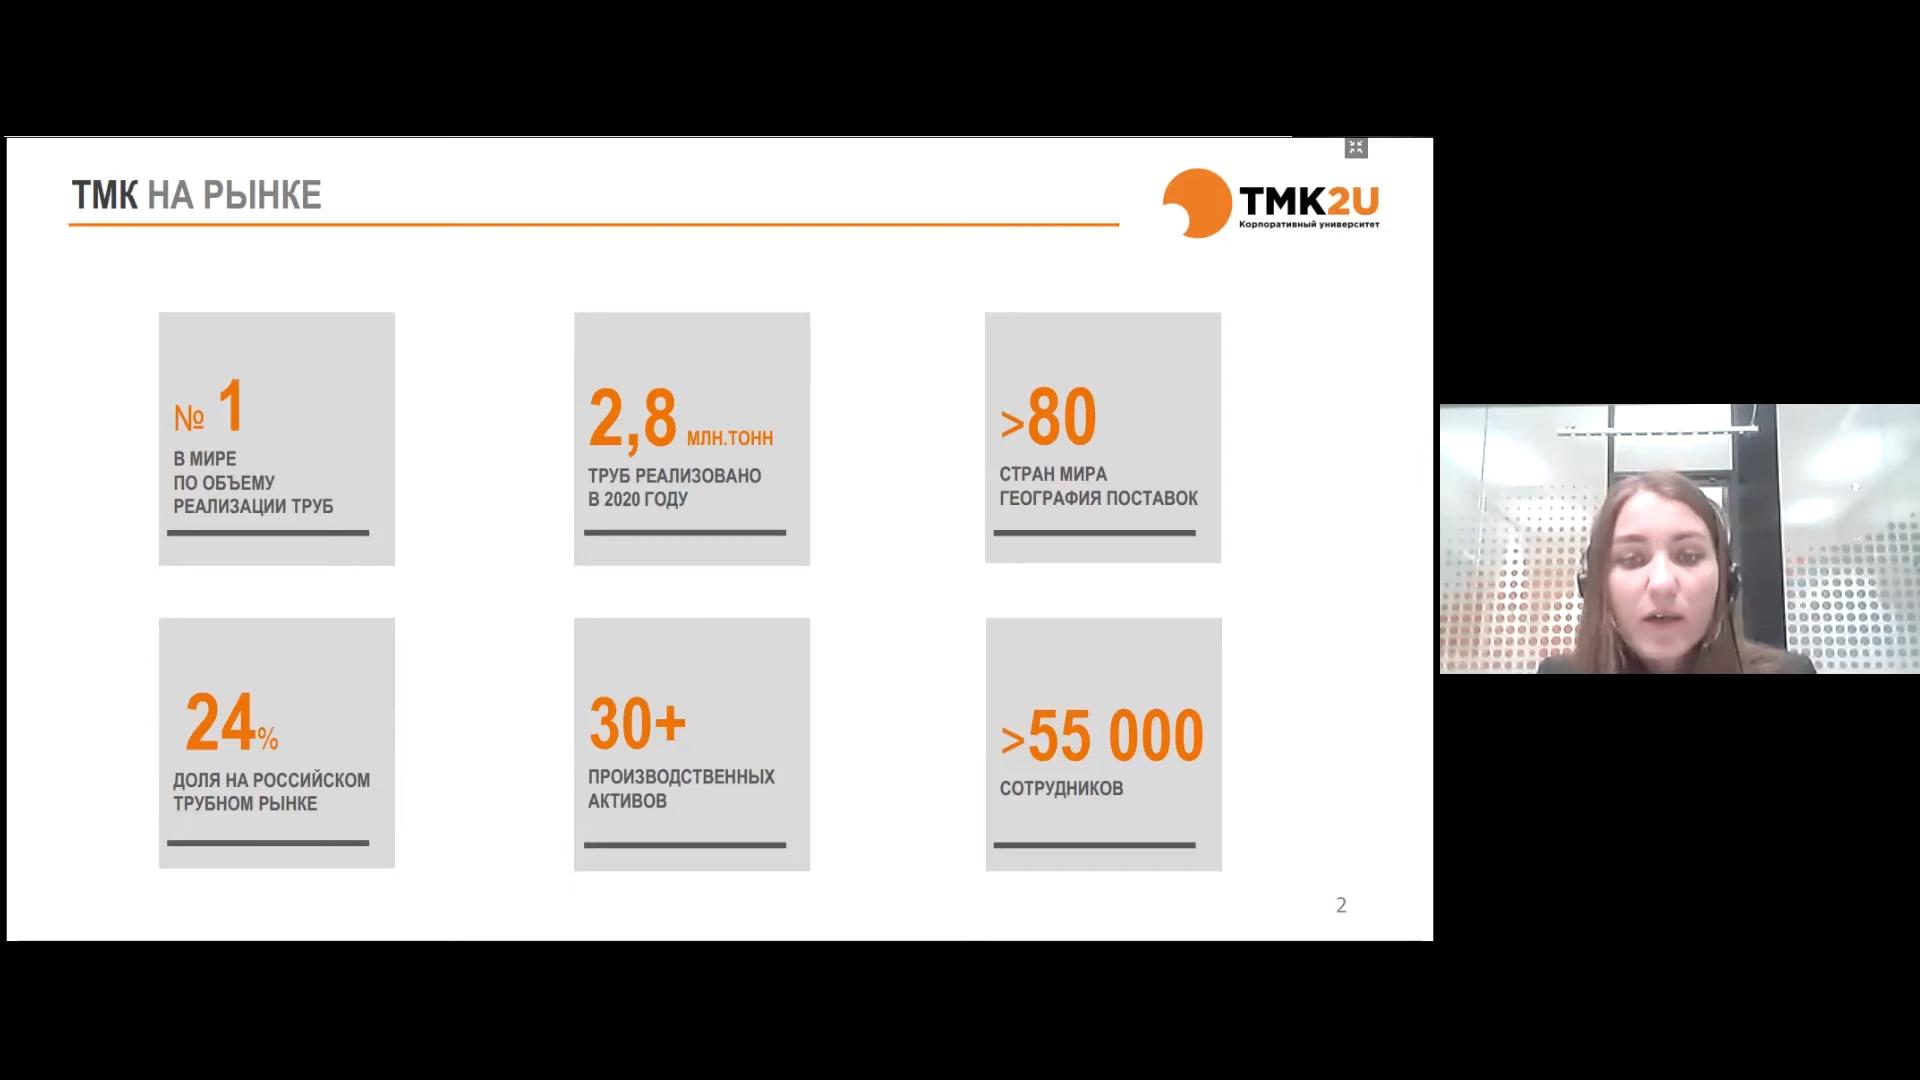 ТМК НА РЫНКЕ
ТМК2U
Корпоративный университет
№ 1
В МИРЕ
ПО ОБЪЕМУ
РЕАЛИЗАЦИИ ТРУБ
2,8 МЛН.ТОНН
ТРУБ РЕАЛИЗОВАНО
В 2020 ГОДУ
>80
СТРАН МИРА
ГЕОГРАФИЯ ПОСТАВОК
24%
ДОЛЯ НА РОССИЙСКОМ
ТРУБНОМ РЫНКЕ
30+
ПРОИЗВОДСТВЕННЫХ
АКТИВОВ
>55 000
СОТРУДНИКОВ
2